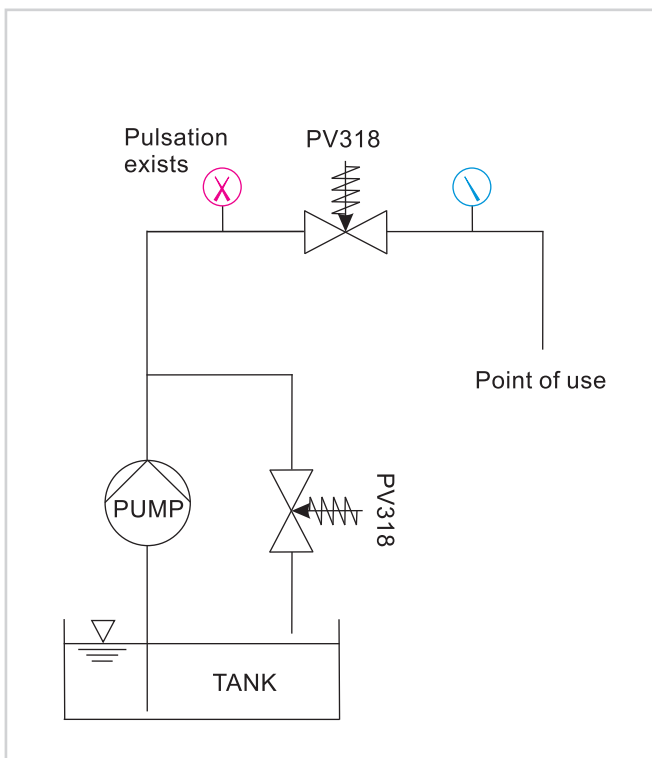 Pulsation
exists
PV318
Point of use
PUMP
PV318
TANK